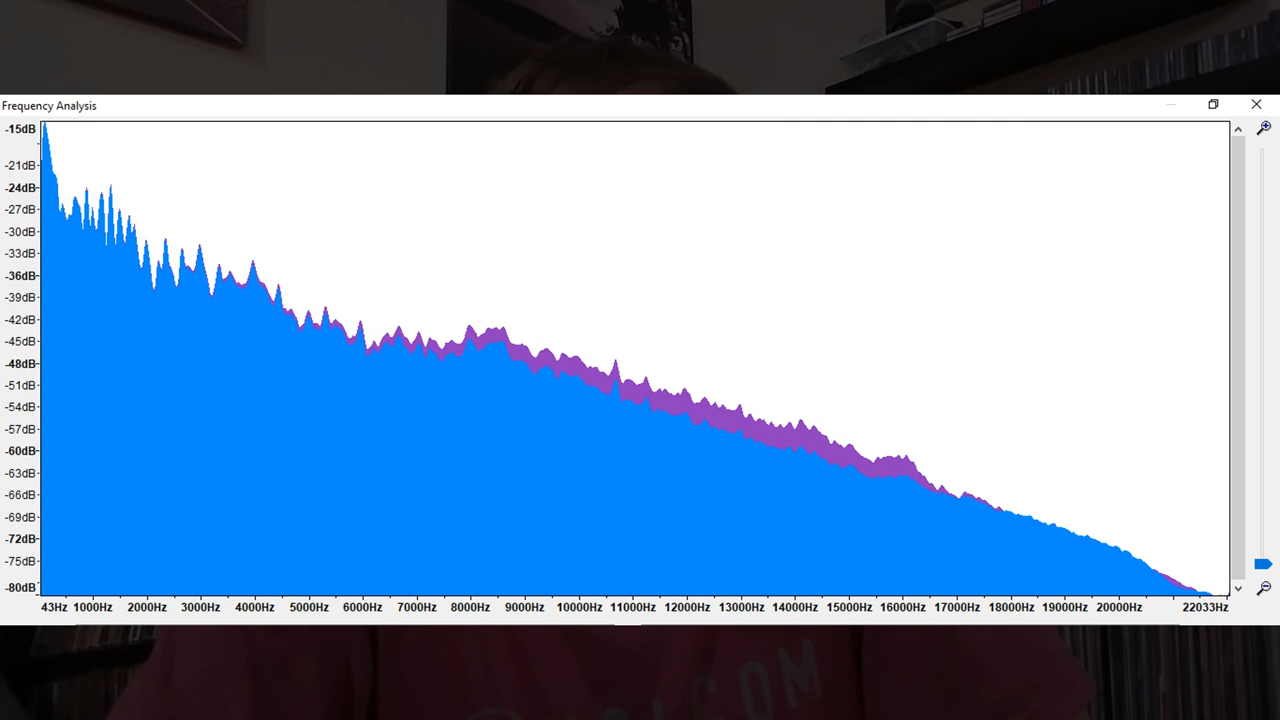 Frequency Analysis
-15dB
-21dB
-24dB
-27dB
-30dB
-33dB
-36dB
-39dB
-42dB
-45dB
-48dB
-51dB
-54dB
-57dB
-60dB
-63dB
-66dB
-69dB
-72dB
-75dB
-80dB
43Hz 1000Hz 2000Hz 3000Hz 4000Hz 5000Hz 6000Hz 7000Hz 8000Hz 9000Hz 10000Hz 11000Hz 12000Hz 13000Hz 14000Hz 15000Hz 16000Hz 17000Hz 18000Hz 19000Hz 20000Hz 22033Hz